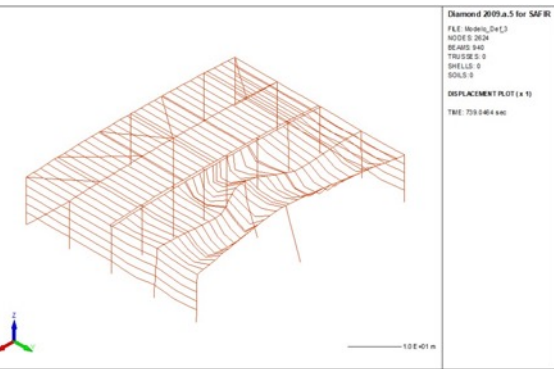 Diamond 2009.a.5 for SAFIR
FILE: Modelo_Def_3
NODES: 2624
BEAMS: 940
TRUSSES: 0
SHELLS: 0
SOILS: 0
DISPLACEMENT PLOT ( x 1)
TIME: 739.0464 sec
1.0 E+01 m
Z
Y